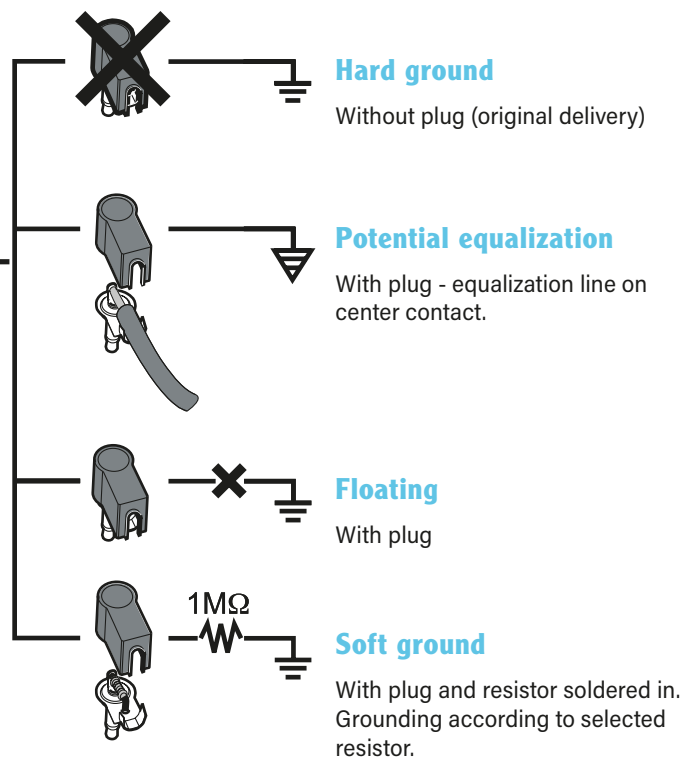 Hard ground
Without plug (original delivery)
Potential equalization
With plug - equalization line on
center contact.
Floating
With plug
1MΩ
Soft ground
With plug and resistor soldered in.
Grounding according to selected
resistor.